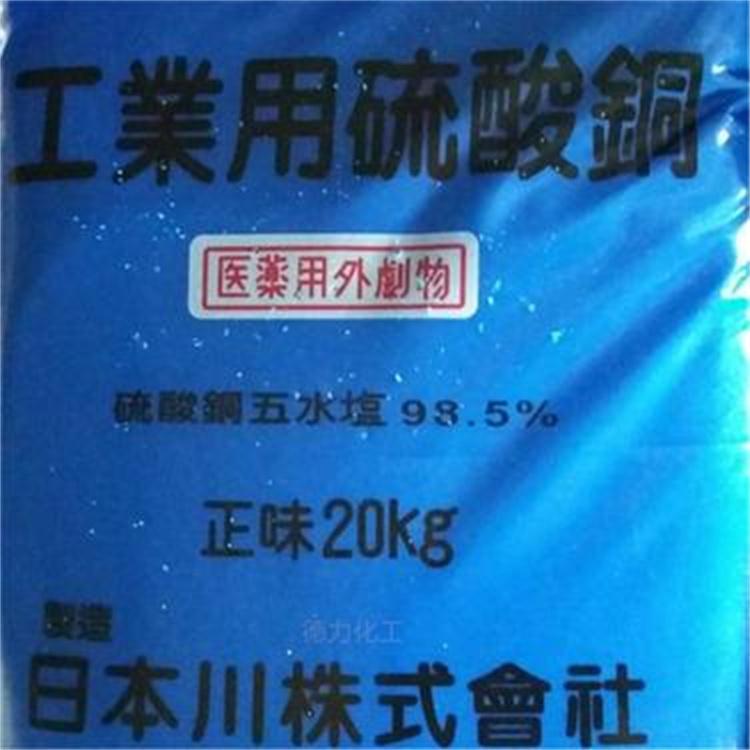 工業用硫酸銅
医薬用外劇物
硫酸銅五水塩 98.5%
正味20kg
製造
德力化工
日本川株式會社